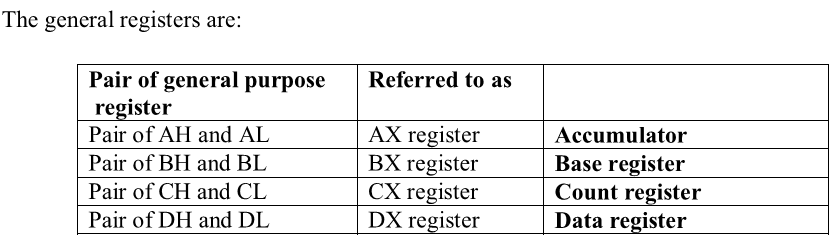 The general registers are:
Pair of general purpose Referred to as
register
Pair of AH and AL AX register Accumulator
Pair of BH and BL BX register Base register
Pair of CH and CL CX register Count register
Pair of DH and DL DX register Data register